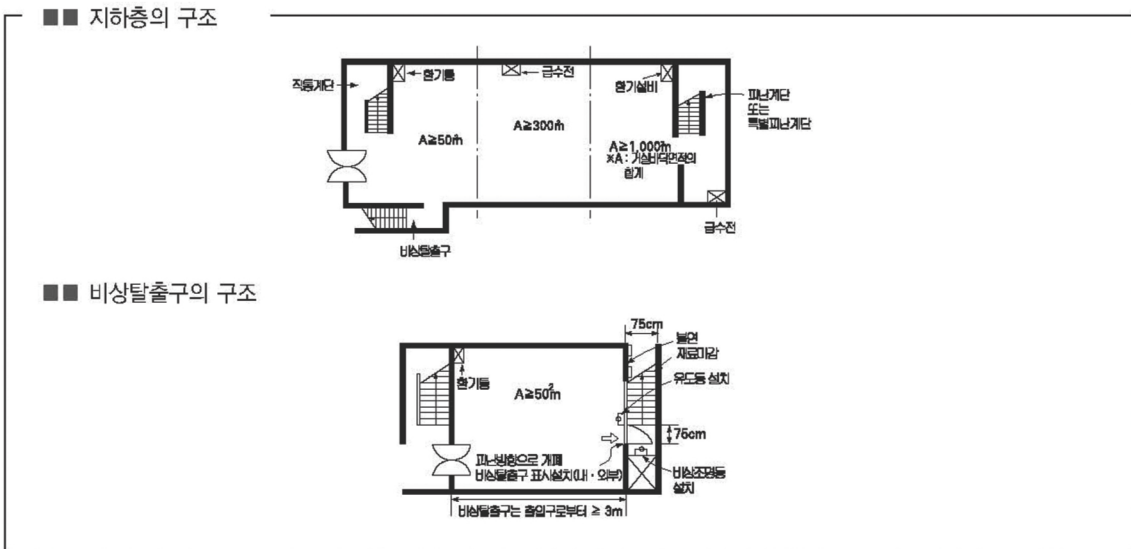 ■■ 지하층의 구조
직통계단
환기통
급수전
환기설비
피난계단
또는
특별피난계단
A≧50㎡
A≧300㎡
A≧1,000㎡
※A : 거실바닥면적의
합계
급수전
비상탈출구
■■ 비상탈출구의 구조
75cm
불연
재료마감
유도등 설치
환기통
A≧50㎡
75cm
피난방향으로 개폐
비상탈출구 표시설치(내·외부)
비상조명등
설치
비상탈출구는 출입구로부터 ≧ 3m